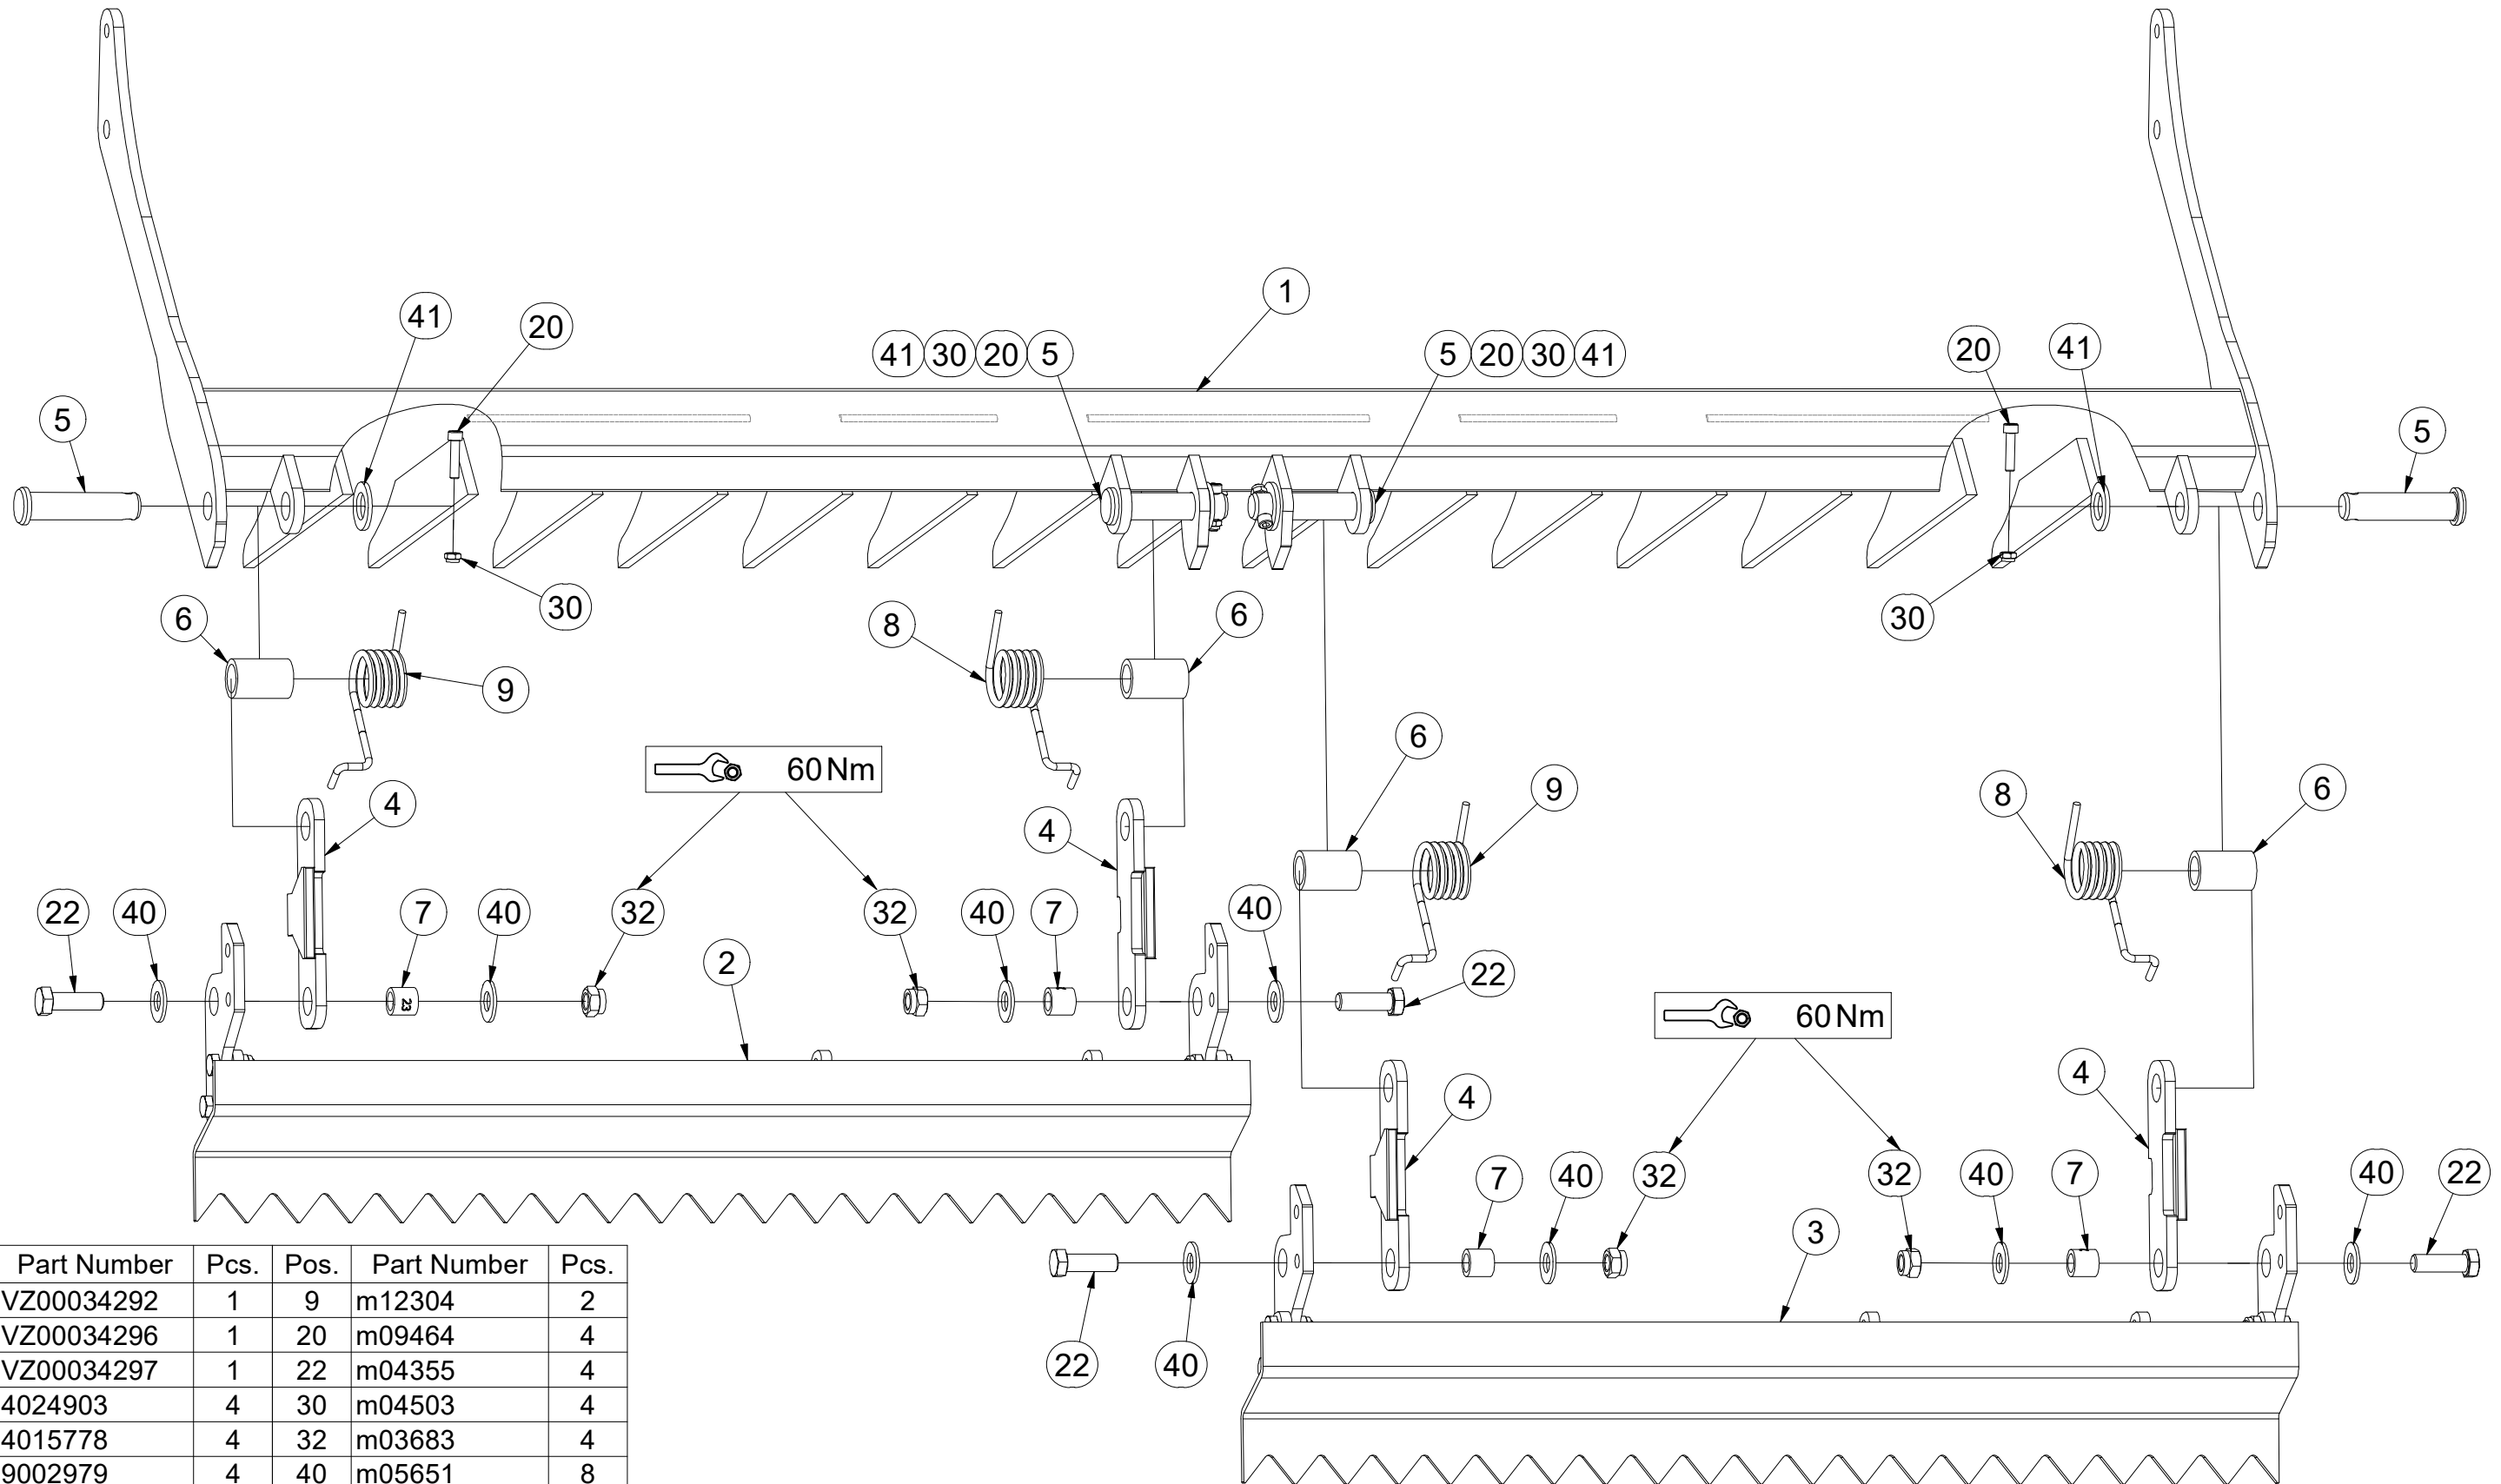 1
41 20
41 30 20 5
5 20 30 41
20 41
5
5
30
30
6
9
8
6
6
9
8
6
60 Nm
4
4
22 40 7 40 32
32 40 7 40
22
2
60 Nm
4
4
7 40 32
32 40 7 40 22
3
22 40
23
Part Number Pcs. Pos. Part Number Pcs.
VZ00034292 1 9 m12304 2
VZ00034296 1 20 m09464 4
VZ00034297 1 22 m04355 4
4024903 4 30 m04503 4
4015778 4 32 m03683 4
9002979 4 40 m05651 8